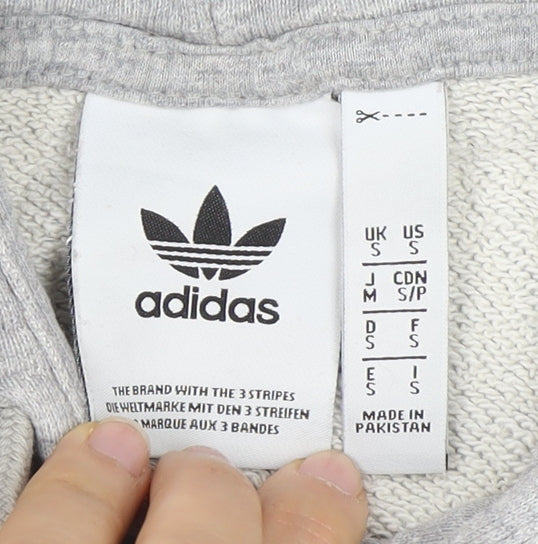 adidas
THE BRAND WITH THE 3 STRIPES
DIE WELTMARKE MIT DEN 3 STREIFEN
MARQUE AUX 3 BANDES
UK US
S S
J CDN
M S/P
D F
S S
E I
S S
MADE IN
PAKISTAN